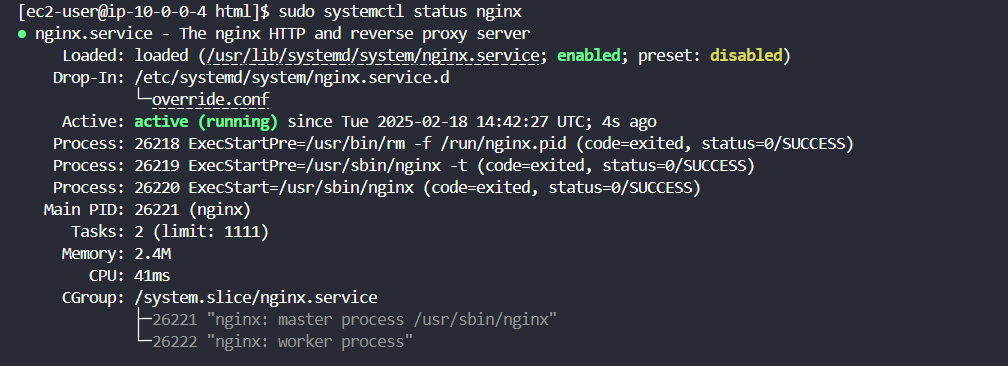 [ec2-user@ip-10-0-0-4 html]$ sudo systemctl status nginx
● nginx.service - The nginx HTTP and reverse proxy server
Loaded: loaded (/usr/lib/systemd/system/nginx.service; enabled; preset: disabled)
Drop-In: /etc/systemd/system/nginx.service.d
└─override.conf
Active: active (running) since Tue 2025-02-18 14:42:27 UTC; 4s ago
Process: 26218 ExecStartPre=/usr/bin/rm -f /run/nginx.pid (code=exited, status=0/SUCCESS)
Process: 26219 ExecStartPre=/usr/sbin/nginx -t (code=exited, status=0/SUCCESS)
Process: 26220 ExecStart=/usr/sbin/nginx (code=exited, status=0/SUCCESS)
Main PID: 26221 (nginx)
Tasks: 2 (limit: 1111)
Memory: 2.4M
CPU: 41ms
CGroup: /system.slice/nginx.service
├─26221 "nginx: master process /usr/sbin/nginx"
└─26222 "nginx: worker process"